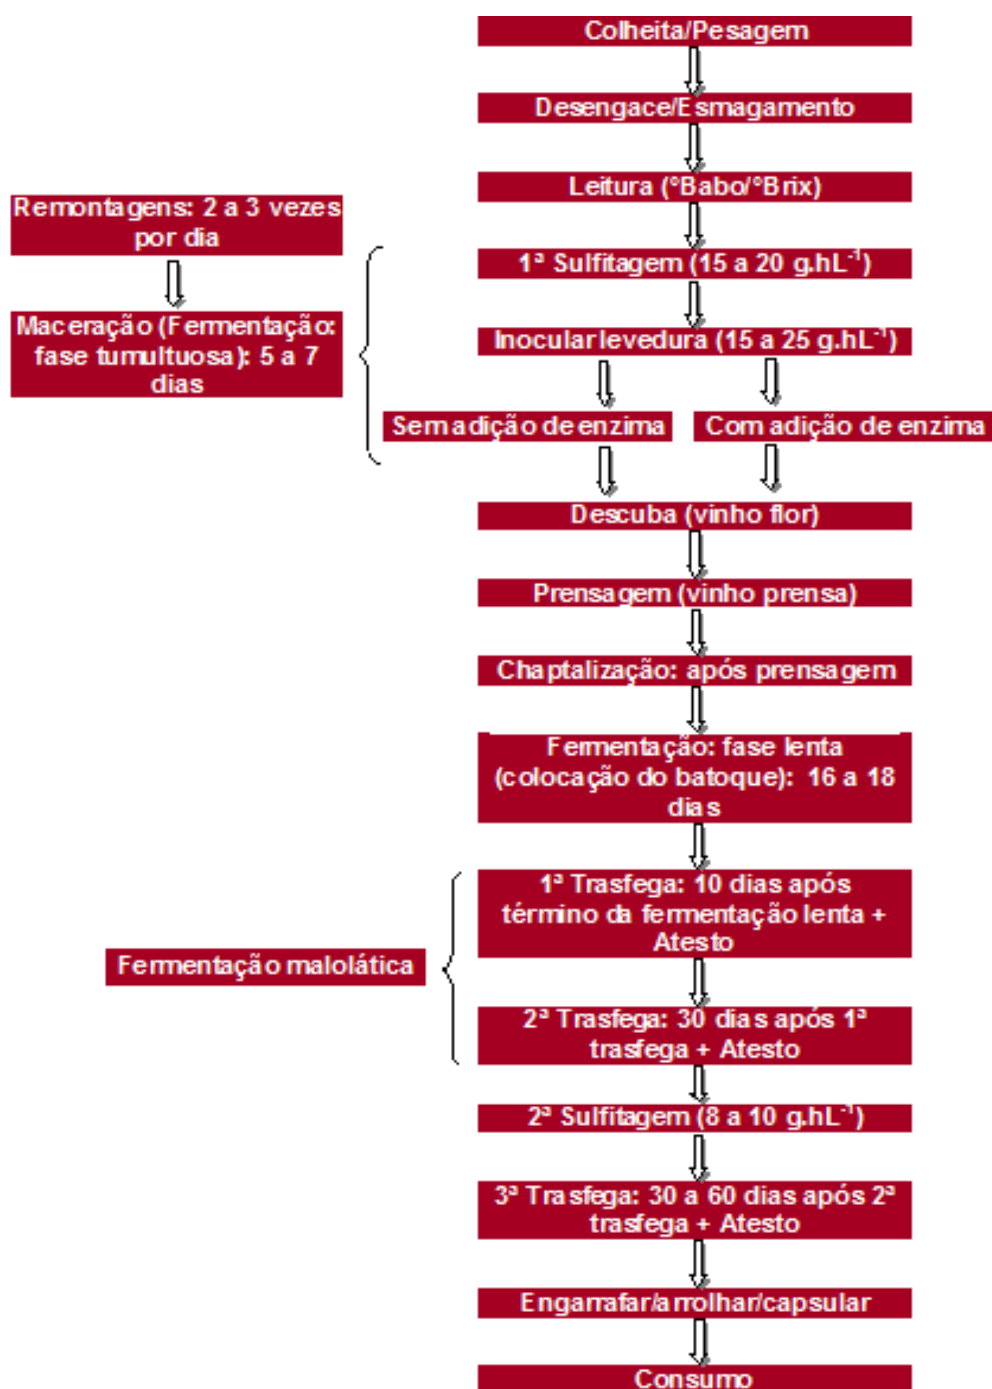 Colheita/Pesagem
Desengace/Esmagamento
Leitura (ºBabo/ºBrix)
Remontagens: 2 a 3 vezes
por dia
1ª Sulfitagem (15 a 20 g.hL⁻¹)
Maceração (Fermentação:
fase tumultuosa): 5 a 7
dias
Inocular levedura (15 a 25 g.hL⁻¹)
Sem adição de enzima
Com adição de enzima
Descuba (vinho flor)
Prensagem (vinho prensa)
Chaptalização: após prensagem
Fermentação: fase lenta
(colocação do batoque): 16 a 18
dias
1ª Trasfega: 10 dias após
término da fermentação lenta +
Atesto
Fermentação malolática
2ª Trasfega: 30 dias após 1ª
trasfega + Atesto
2ª Sulfitagem (8 a 10 g.hL⁻¹)
3ª Trasfega: 30 a 60 dias após 2ª
trasfega + Atesto
Engarrafar/arrolhar/capsular
Consumo